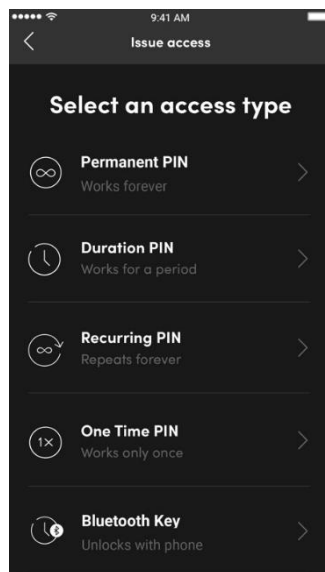 9:41 AM
Issue access
Select an access type
Permanent PIN
Works forever
Duration PIN
Works for a period
Recurring PIN
Repeats forever
1×
One Time PIN
Works only once
Bluetooth Key
Unlocks with phone